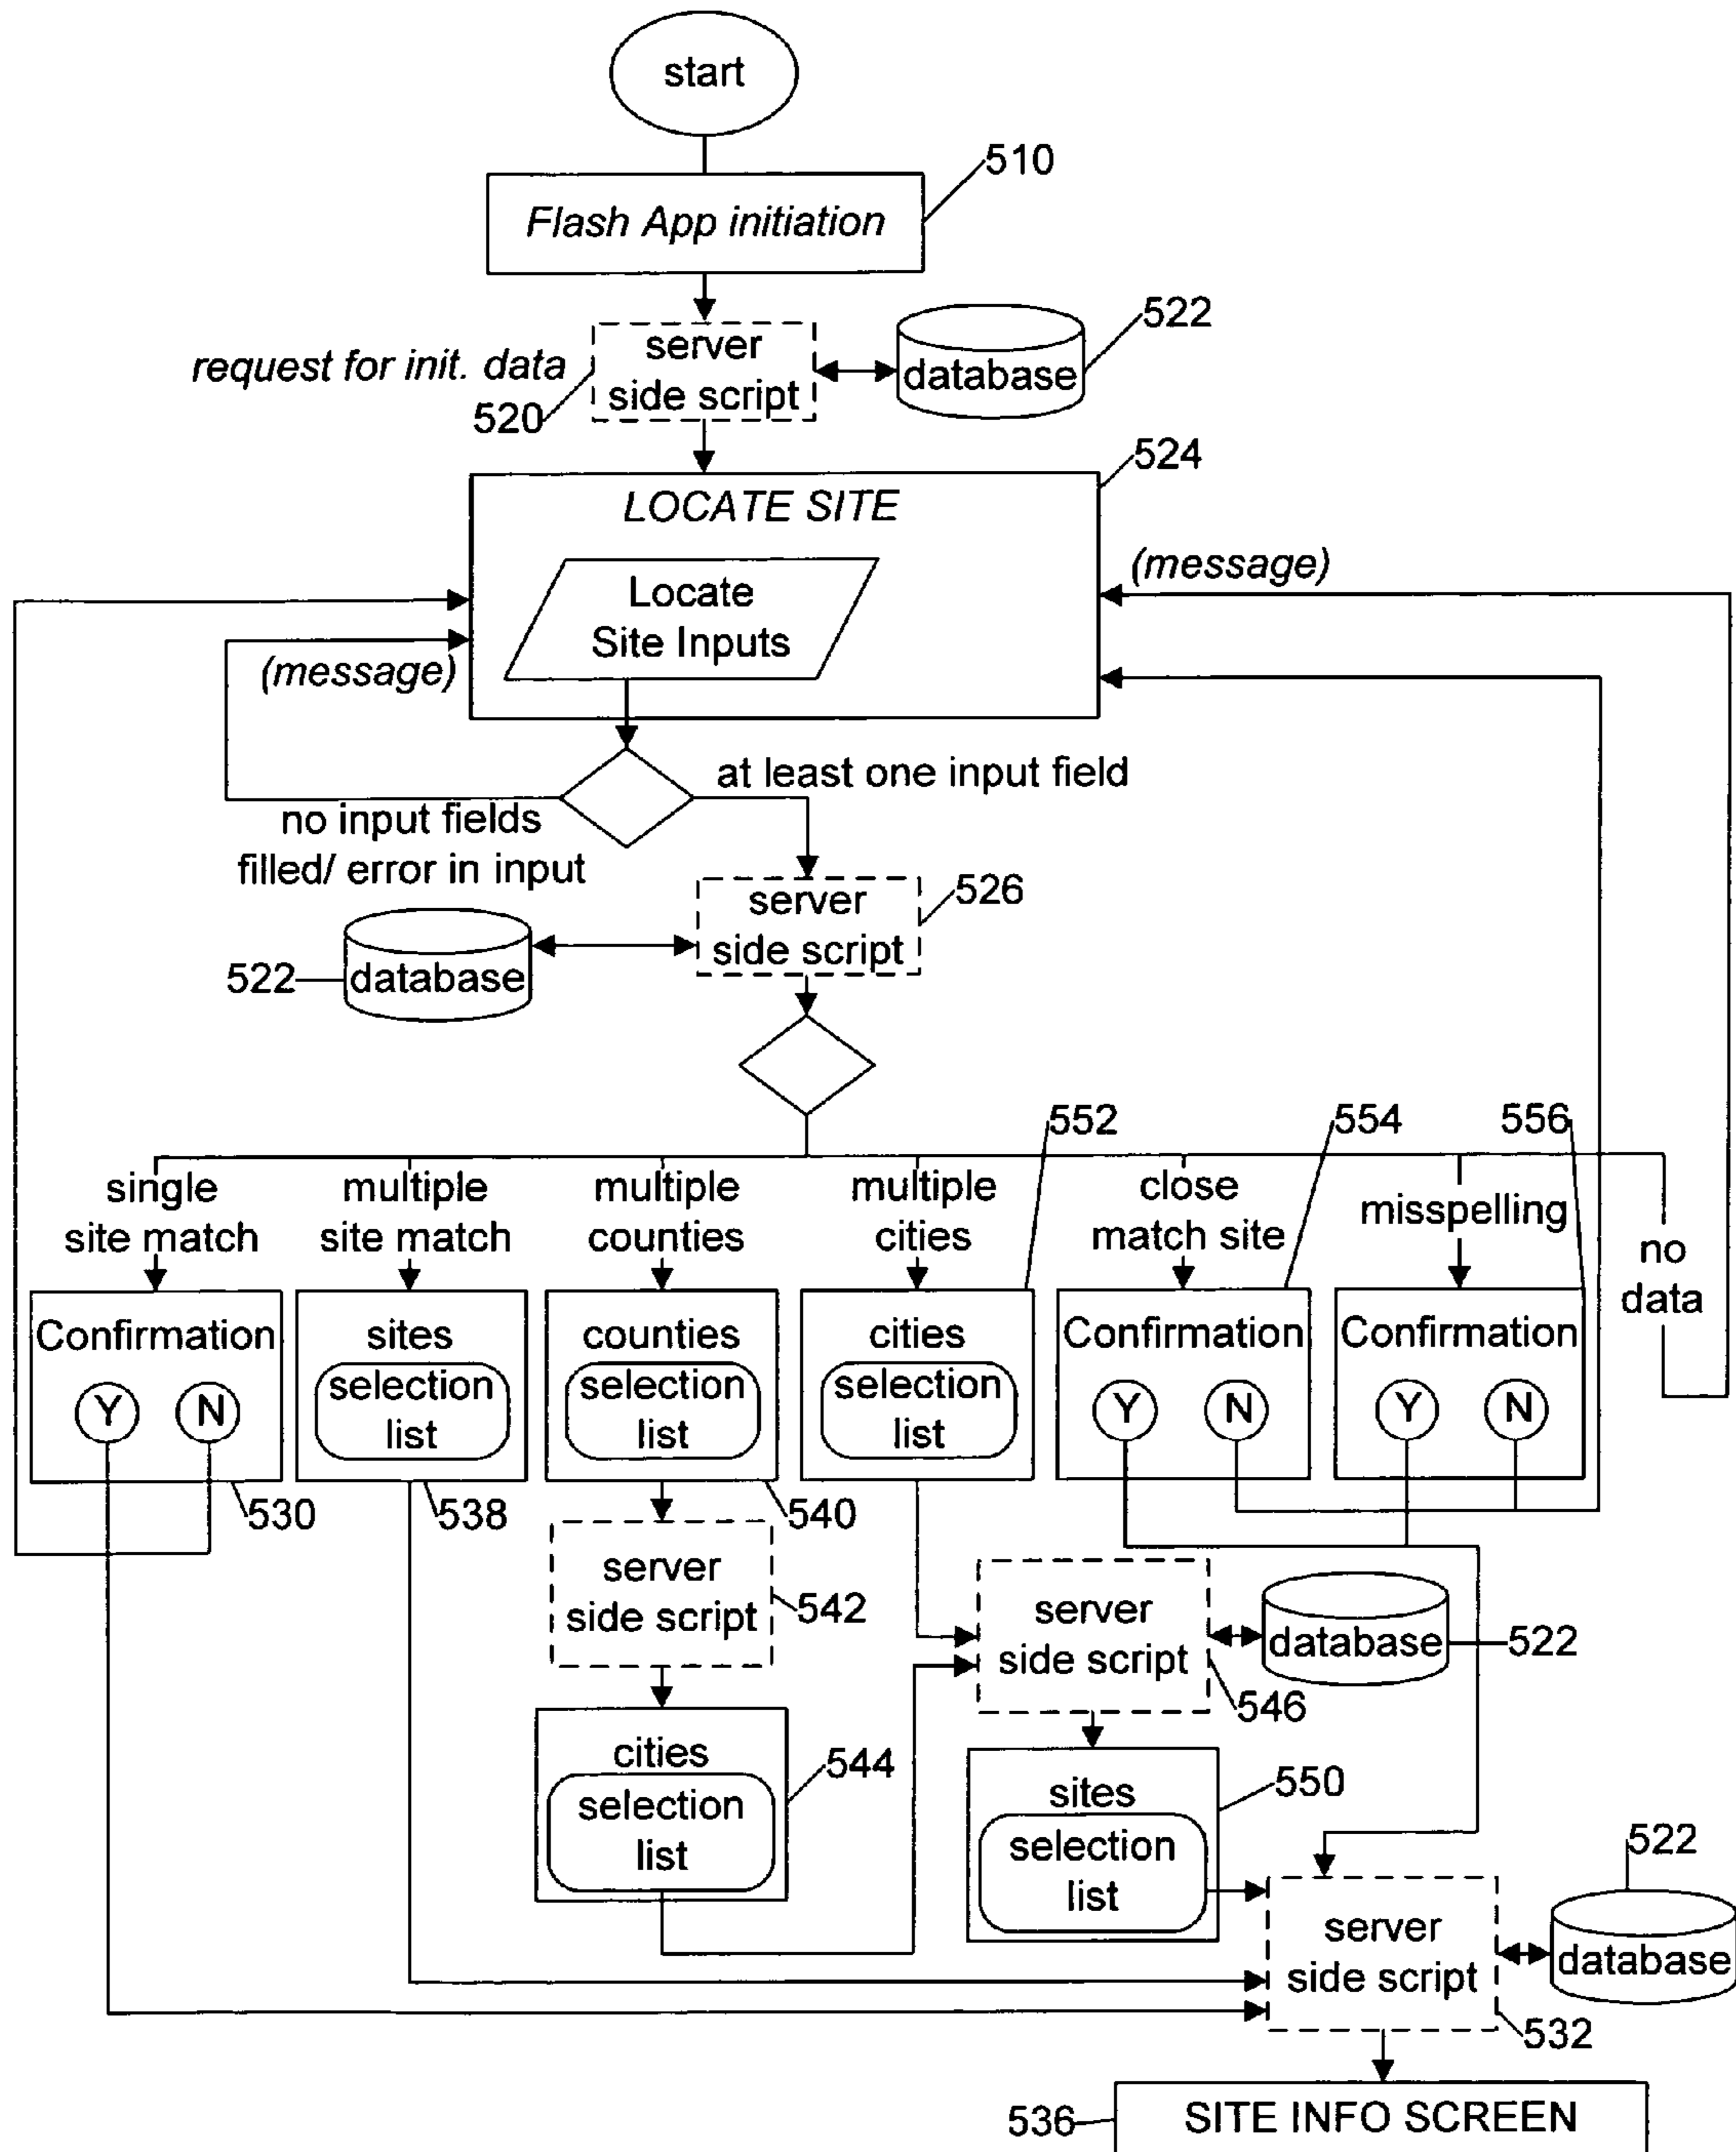 start
510
Flash App initiation
request for init. data
520
server
side script
database
522
524
LOCATE SITE
Locate
Site Inputs
(message)
(message)
at least one input field
no input fields
filled/ error in input
server
side script
526
522
database
552
554
556
single
site match
multiple
site match
multiple
counties
multiple
cities
close
match site
misspelling
no
data
Confirmation
Y
N
530
sites
selection
list
538
counties
selection
list
540
cities
selection
list
Confirmation
Y
N
Confirmation
Y
N
server
side script
542
server
side script
546
database
522
cities
selection
list
544
sites
selection
list
550
522
server
side script
database
532
536
SITE INFO SCREEN